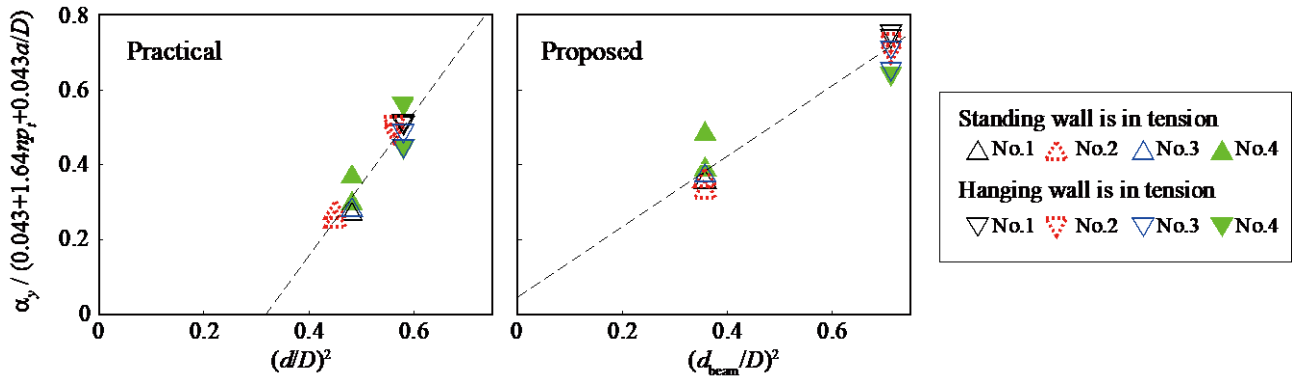 α_y / (0.043+1.64np_t+0.043a/D)
0.8
0.6
0.4
0.2
0
Practical
0 0.2 0.4 0.6
(d/D)²
Proposed
0 0.2 0.4 0.6
(d_beam/D)²
Standing wall is in tension
No.1 No.2 No.3 No.4
Hanging wall is in tension
No.1 No.2 No.3 No.4